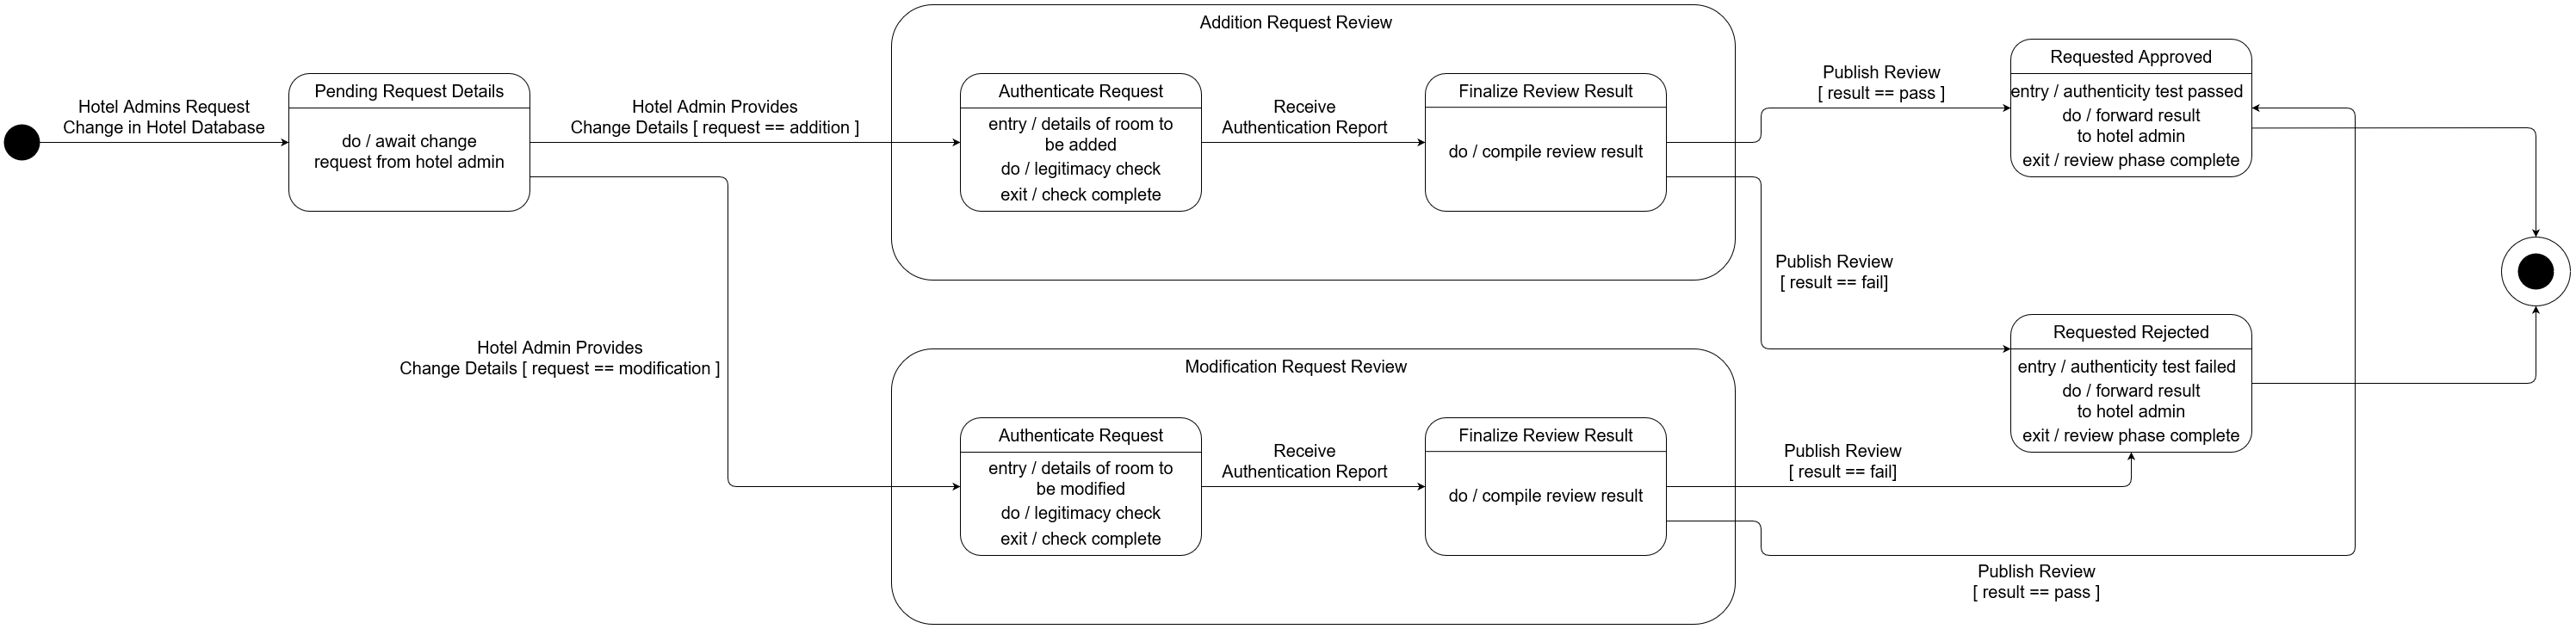 Hotel Admins Request
Change in Hotel Database
Pending Request Details
do / await change
request from hotel admin
Hotel Admin Provides
Change Details [ request == addition ]
Hotel Admin Provides
Change Details [ request == modification ]
Addition Request Review
Authenticate Request
entry / details of room to
be added
do / legitimacy check
exit / check complete
Receive
Authentication Report
Finalize Review Result
do / compile review result
Publish Review
[ result == pass ]
Publish Review
[ result == fail]
Requested Approved
entry / authenticity test passed
do / forward result
to hotel admin
exit / review phase complete
Requested Rejected
entry / authenticity test failed
do / forward result
to hotel admin
exit / review phase complete
Modification Request Review
Authenticate Request
entry / details of room to
be modified
do / legitimacy check
exit / check complete
Receive
Authentication Report
Finalize Review Result
do / compile review result
Publish Review
[ result == fail]
Publish Review
[ result == pass ]